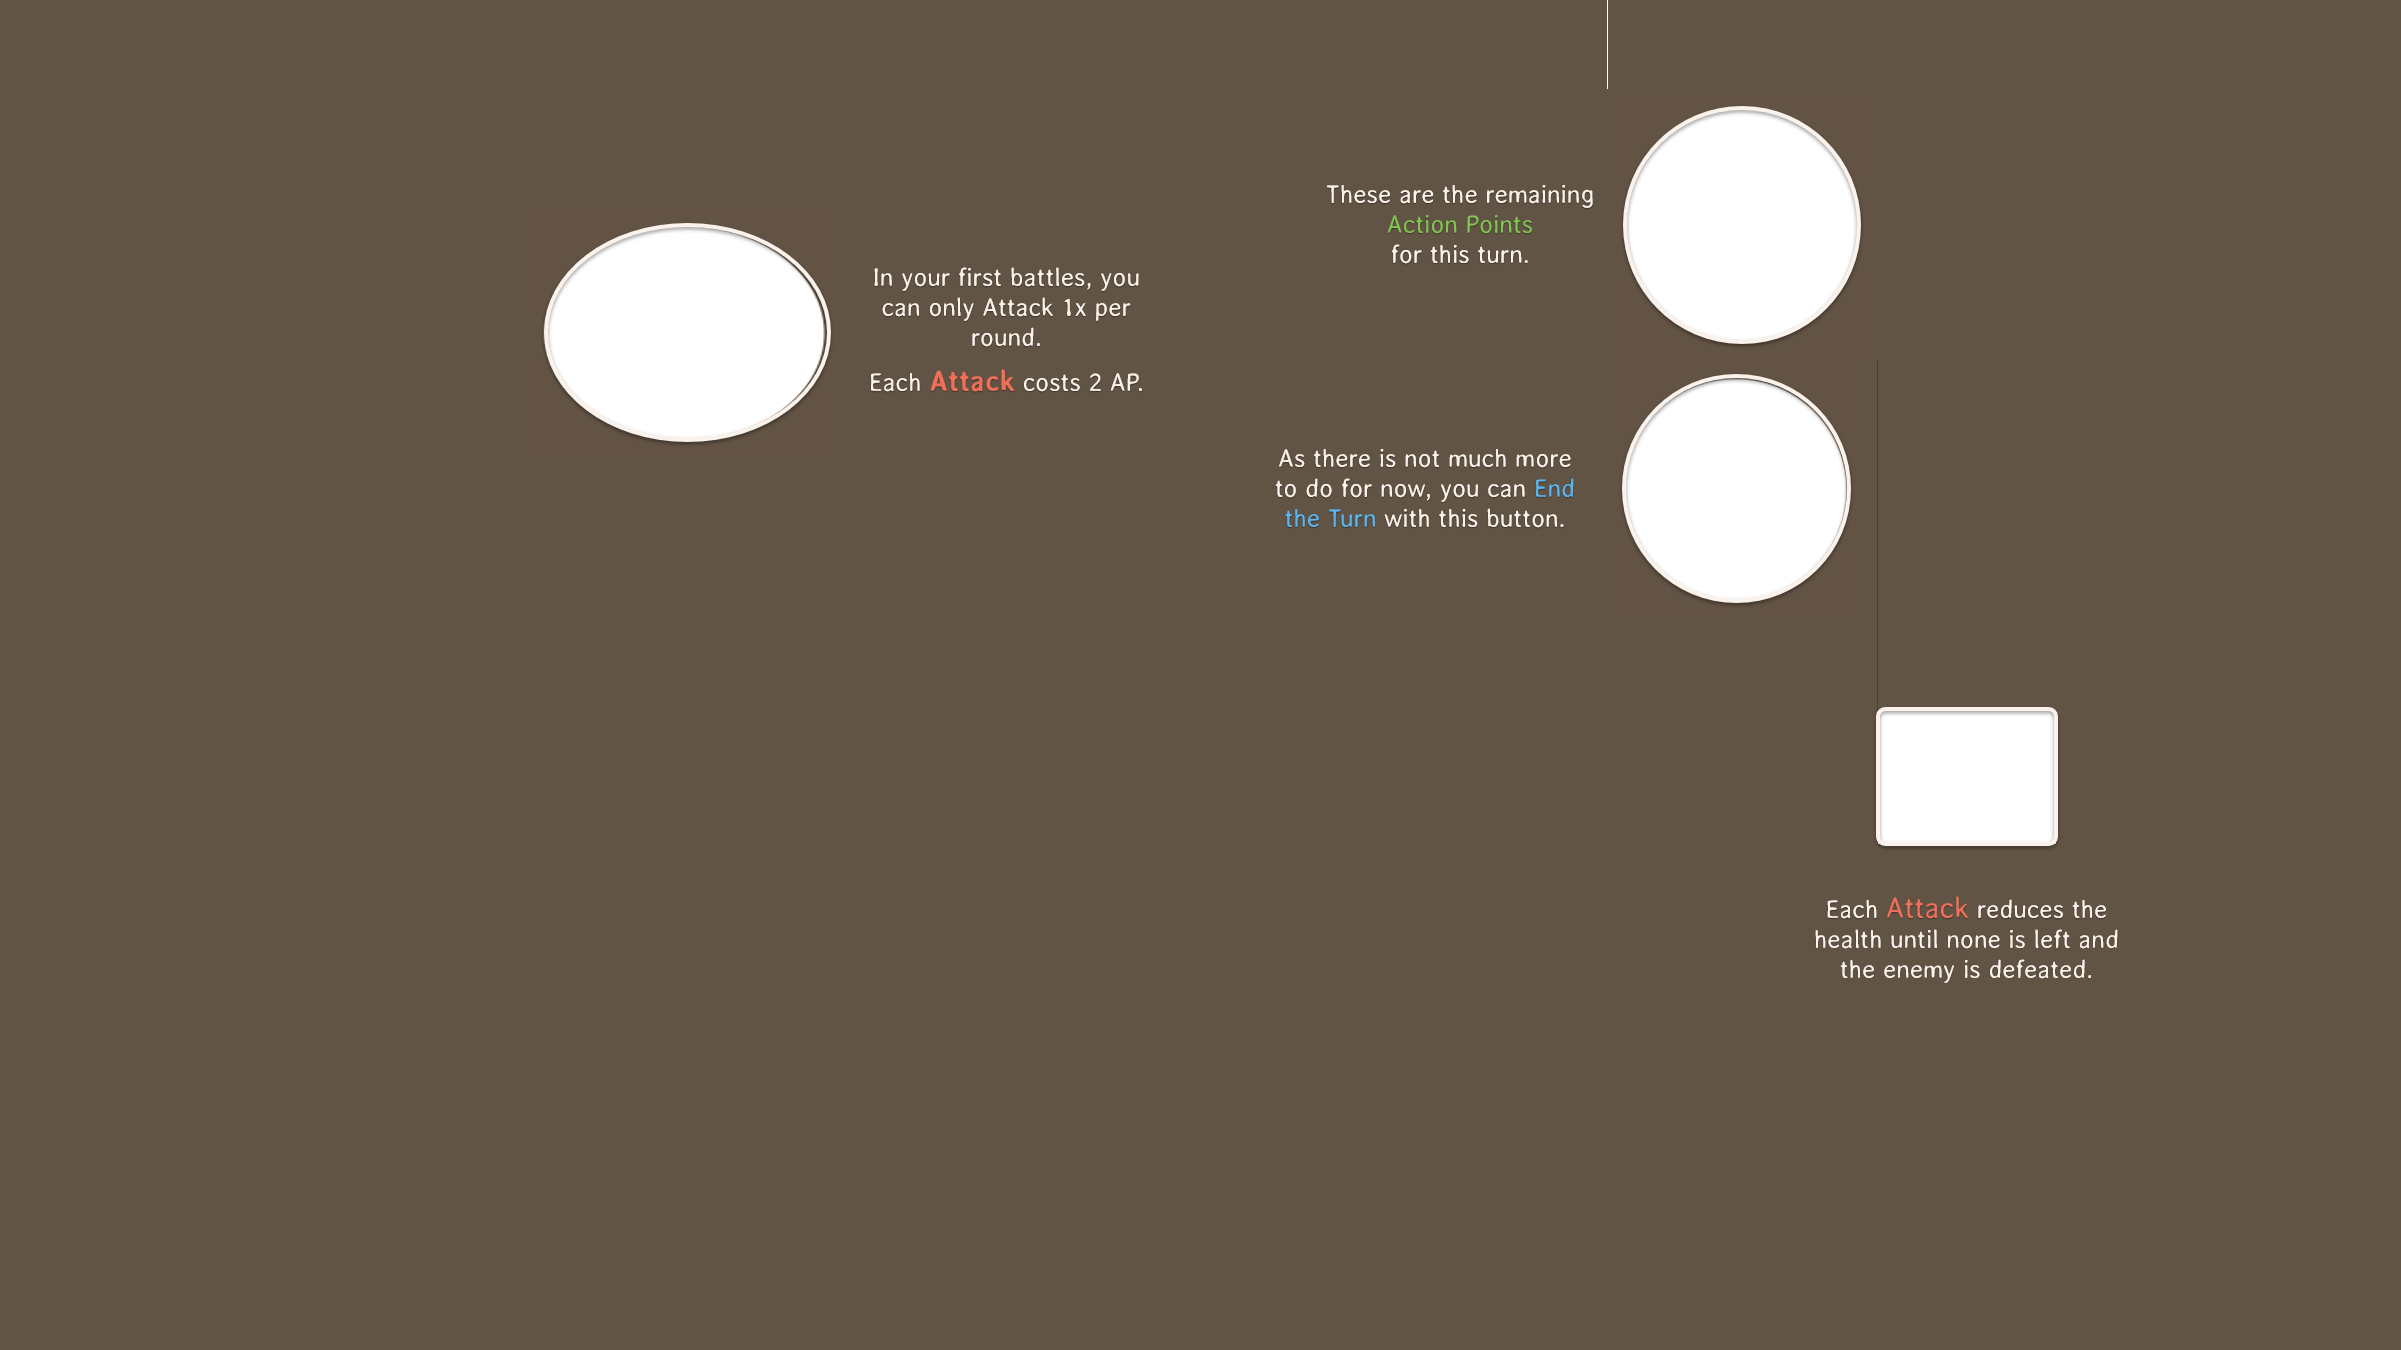 In your first battles, you
can only Attack 1x per
round.
Each Attack costs 2 AP.
These are the remaining
Action Points
for this turn.
As there is not much more
to do for now, you can End
the Turn with this button.
Each Attack reduces the
health until none is left and
the enemy is defeated.